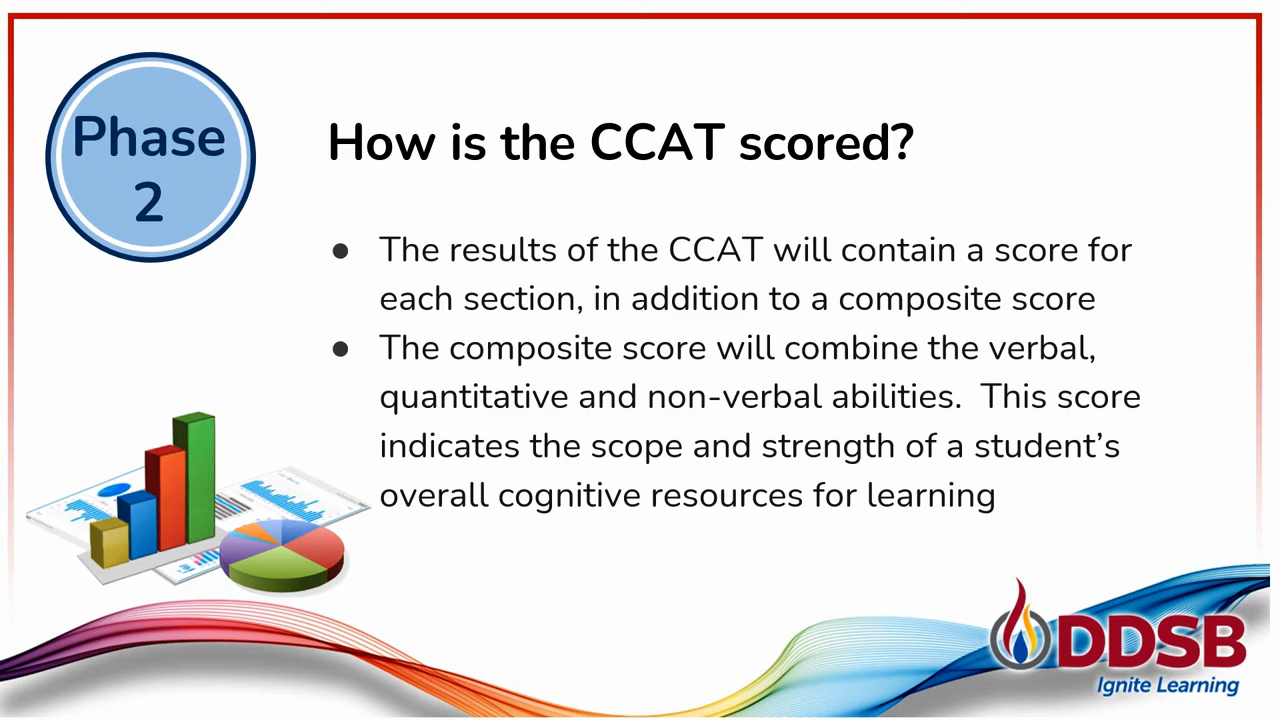 Phase
2
How is the CCAT scored?
● The results of the CCAT will contain a score for
each section, in addition to a composite score
● The composite score will combine the verbal,
quantitative and non-verbal abilities.  This score
indicates the scope and strength of a student’s
overall cognitive resources for learning
DDSB
Ignite Learning